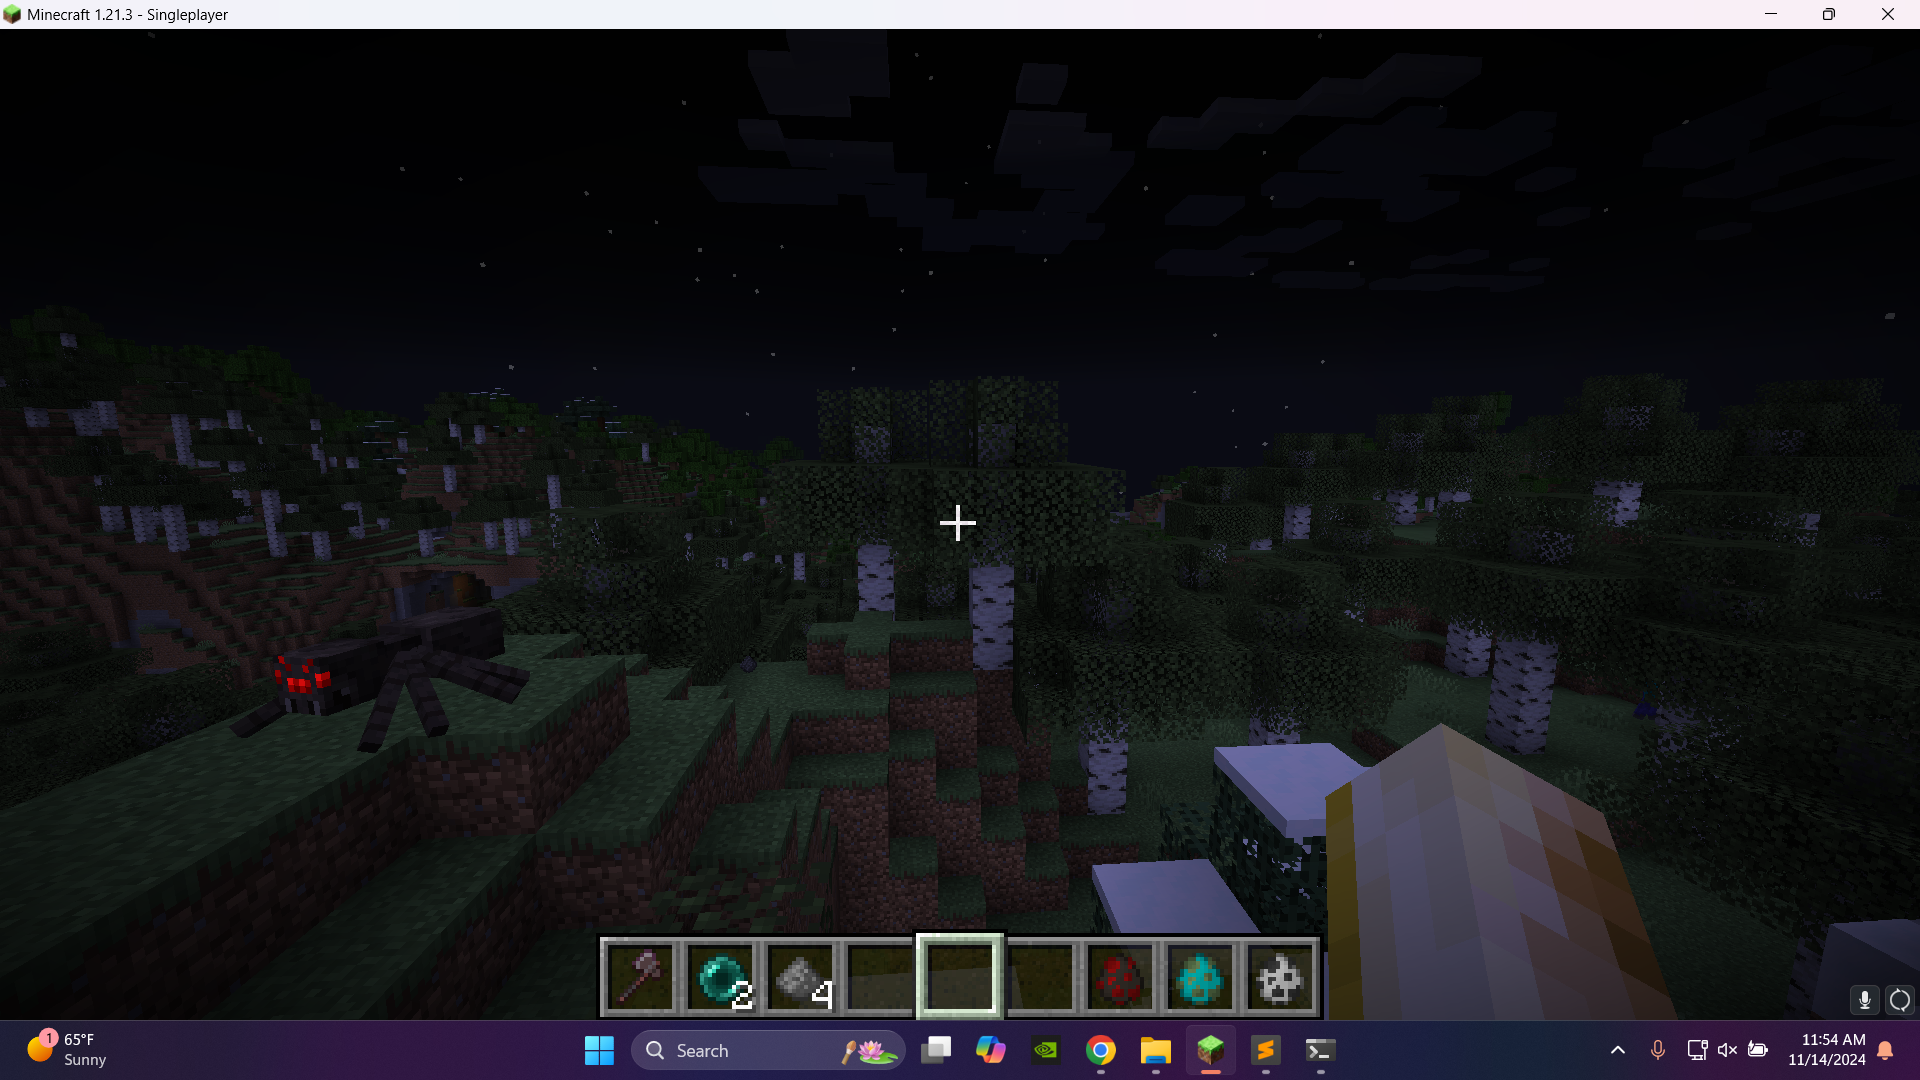 Minecraft 1.21.3 - Singleplayer
2
4
1
65°F
Sunny
Search
11:54 AM
11/14/2024